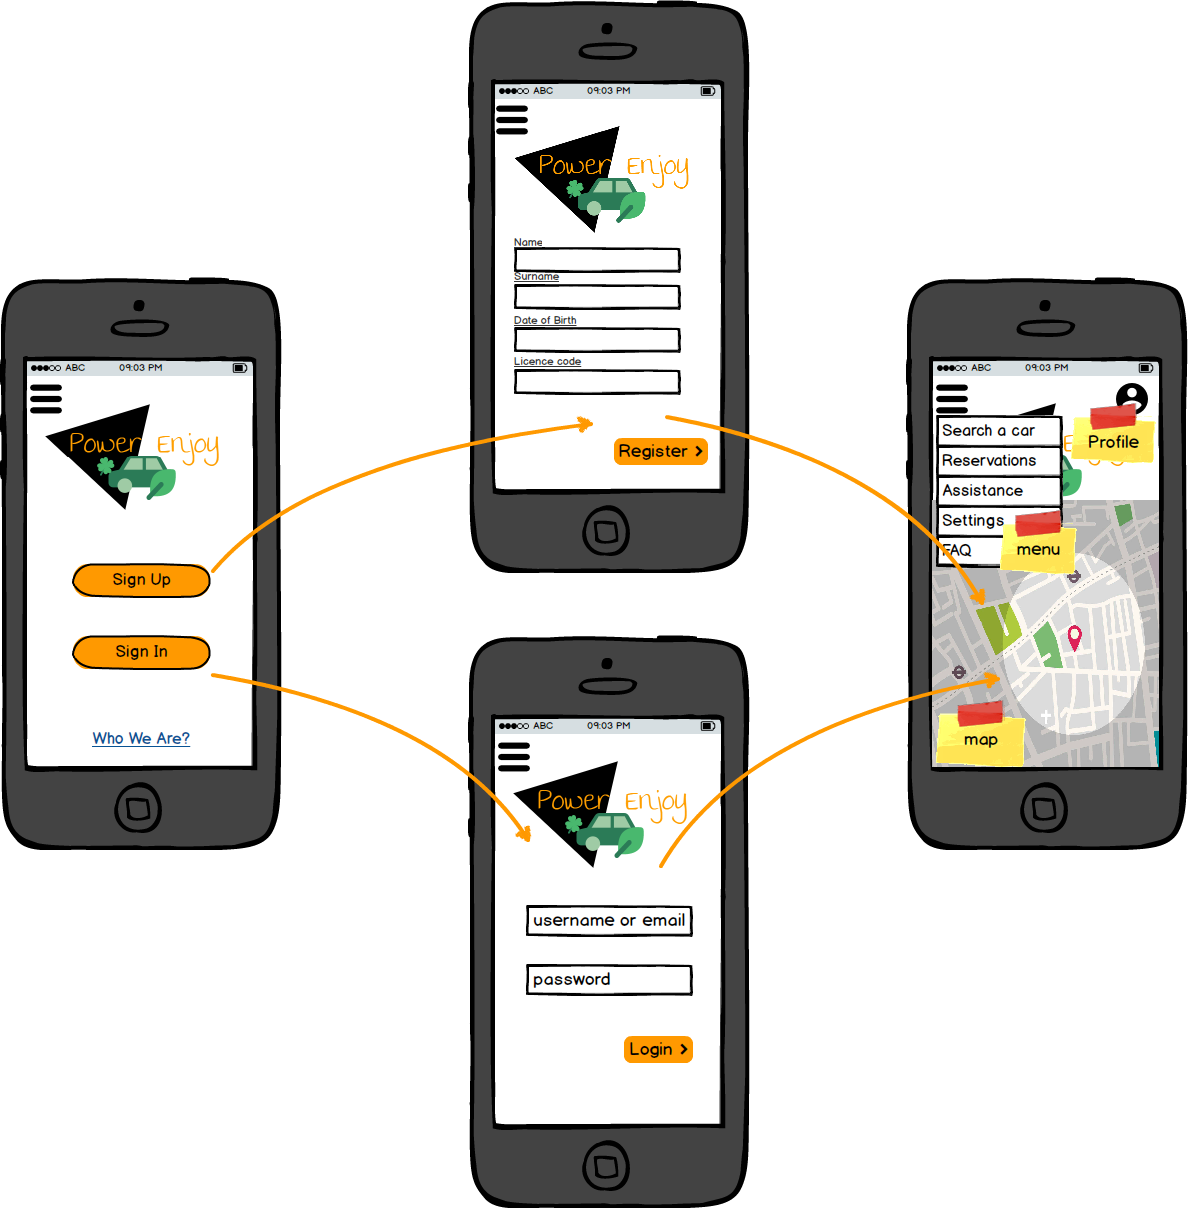 ABC 09:03 PM
Power Enjoy
Sign Up
Sign In
Who We Are?
ABC 09:03 PM
Power Enjoy
Name
Surname
Date of Birth
Licence code
Register >
ABC 09:03 PM
Power Enjoy
username or email
password
Login >
ABC 09:03 PM
Profile
Search a car
Reservations
Assistance
Settings
FAQ
menu
map